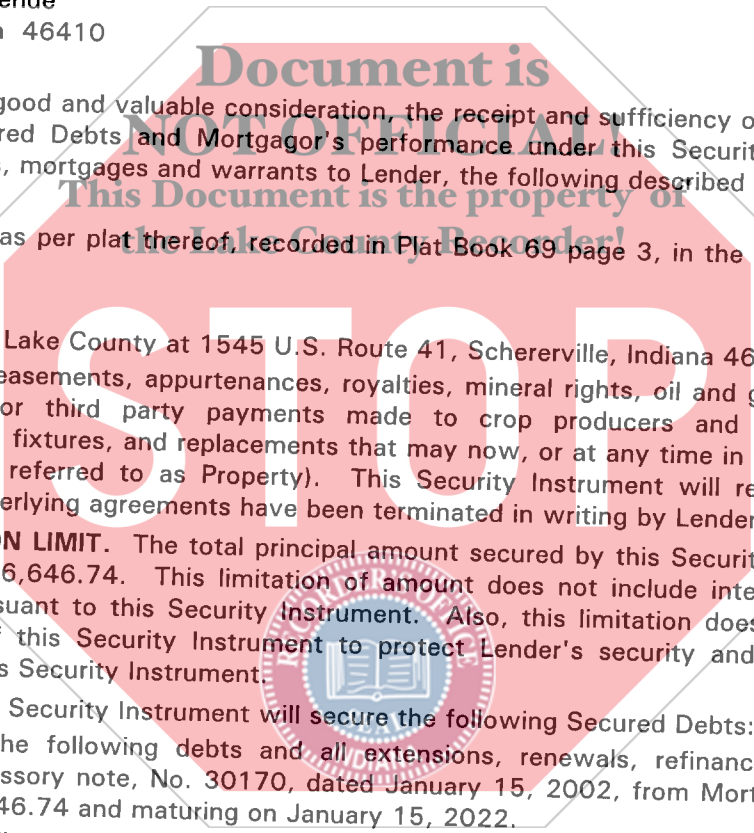 46410
Document is
good and valuable consideration, the receipt and sufficiency o
red Debts and Mortgagor's performance under this Securit
NOT OFFICIAL!
, mortgages and warrants to Lender, the following described
This Document is the property of
as per plat thereof, recorded in Plat Book 69 page 3, in the
the Lake County Recorder!
STOP
Lake County at 1545 U.S. Route 41, Schererville, Indiana 46
easements, appurtenances, royalties, mineral rights, oil and g
or third party payments made to crop producers and
fixtures, and replacements that may now, or at any time in
referred to as Property). This Security Instrument will re
erlying agreements have been terminated in writing by Lender
ON LIMIT. The total principal amount secured by this Securit
6,646.74. This limitation of amount does not include inte
suant to this Security Instrument. Also, this limitation does
this Security Instrument to protect Lender's security and
s Security Instrument.
Security Instrument will secure the following Secured Debts:
he following debts and all extensions, renewals, refinanc
ssory note, No. 30170, dated January 15, 2002, from Mort
46.74 and maturing on January 15, 2022.